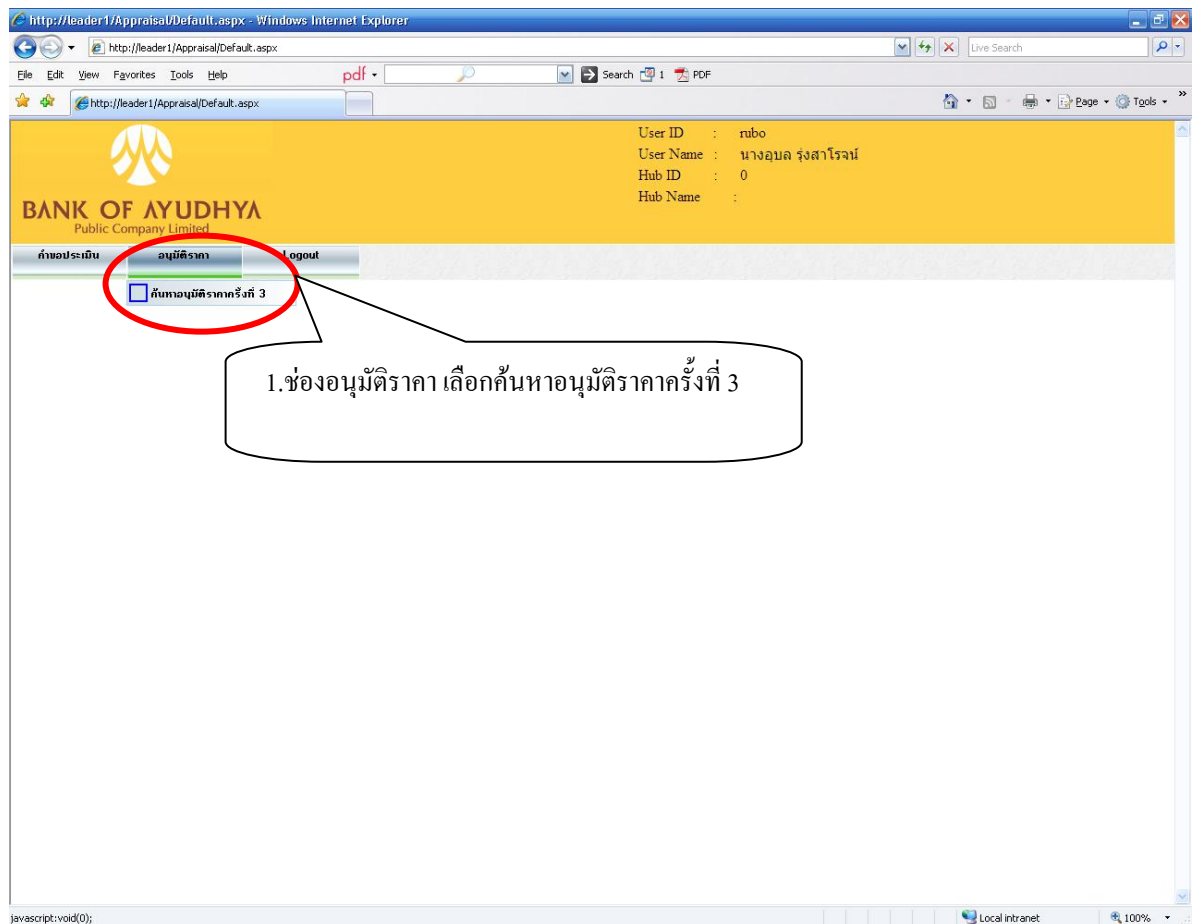 http://leader1/Appraisal/Default.aspx - Windows Internet Explorer
http://leader1/Appraisal/Default.aspx
Live Search
File Edit View Favorites Tools Help
pdf
Search 1 PDF
http://leader1/Appraisal/Default.aspx
Page Tools
User ID : rubo
User Name : นางอุบล รุ่งสาโรจน์
Hub ID : 0
Hub Name :
BANK OF AYUDHYA
Public Company Limited
คำขอประเมิน อนุมัติราคา Logout
ค้นหาอนุมัติราคาครั้งที่ 3
1.ช่องอนุมัติราคา เลือกค้นหาอนุมัติราคาครั้งที่ 3
javascript:void(0);
Local intranet
100%